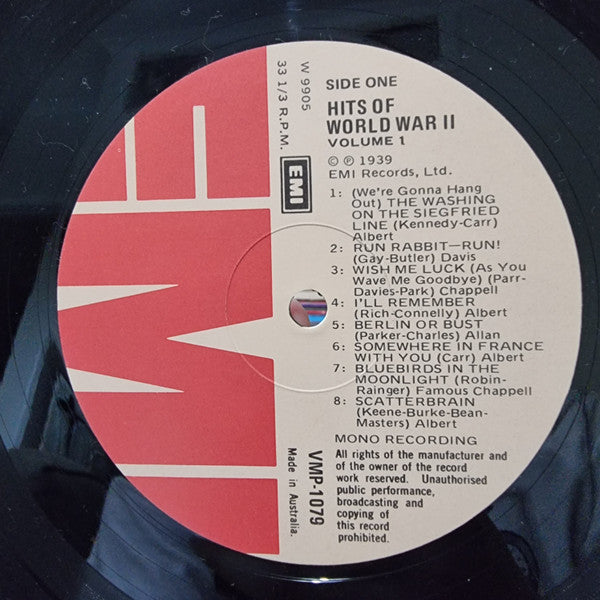 SIDE ONE
HITS OF
WORLD WAR II
VOLUME 1
© ℗ 1939
EMI Records, Ltd.
1: (We're Gonna Hang
Out) THE WASHING
ON THE SIEGFRIED
LINE (Kennedy-Carr)
Albert
2: RUN RABBIT—RUN!
(Gay-Butler) Davis
3: WISH ME LUCK (As You
Wave Me Goodbye) (Parr-
Davies-Park) Chappell
4: I'LL REMEMBER
(Rich-Connelly) Albert
5: BERLIN OR BUST
(Parker-Charles) Allan
6: SOMEWHERE IN FRANCE
WITH YOU (Carr) Albert
7: BLUEBIRDS IN THE
MOONLIGHT (Robin-
Rainger) Famous Chappell
8: SCATTERBRAIN
(Keene-Burke-Bean-
Masters) Albert
MONO RECORDING
All rights of the manufacturer and
of the owner of the record
work reserved. Unauthorised
public performance,
broadcasting and
copying of
this record
prohibited.
W 9905
33 1/3 R.P.M.
EMI
VMP-1079
Made in Australia.
EMI